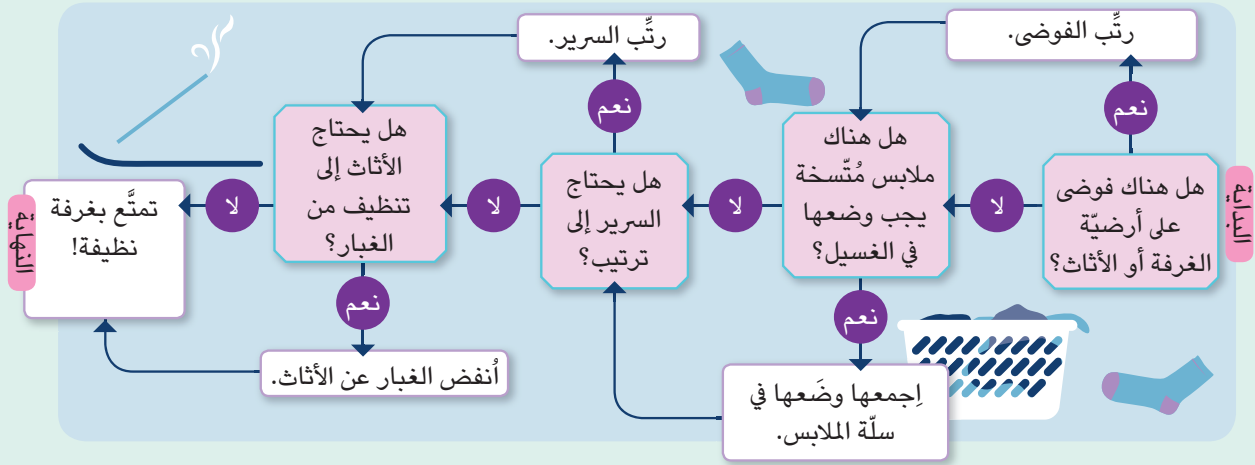 البداية
هل هناك فوضى
على أرضيّة
الغرفة أو الأثاث؟
نعم
رتِّب الفوضى.
لا
هل هناك
ملابس مُتّسخة
يجب وضعها
في الغسيل؟
نعم
اِجمعها وضَعها في
سلّة الملابس.
لا
هل يحتاج
السرير إلى
ترتيب؟
نعم
رتِّب السرير.
لا
هل يحتاج
الأثاث إلى
تنظيف من
الغبار؟
نعم
اُنفض الغبار عن الأثاث.
لا
تمتَّع بغرفة
نظيفة!
النهاية